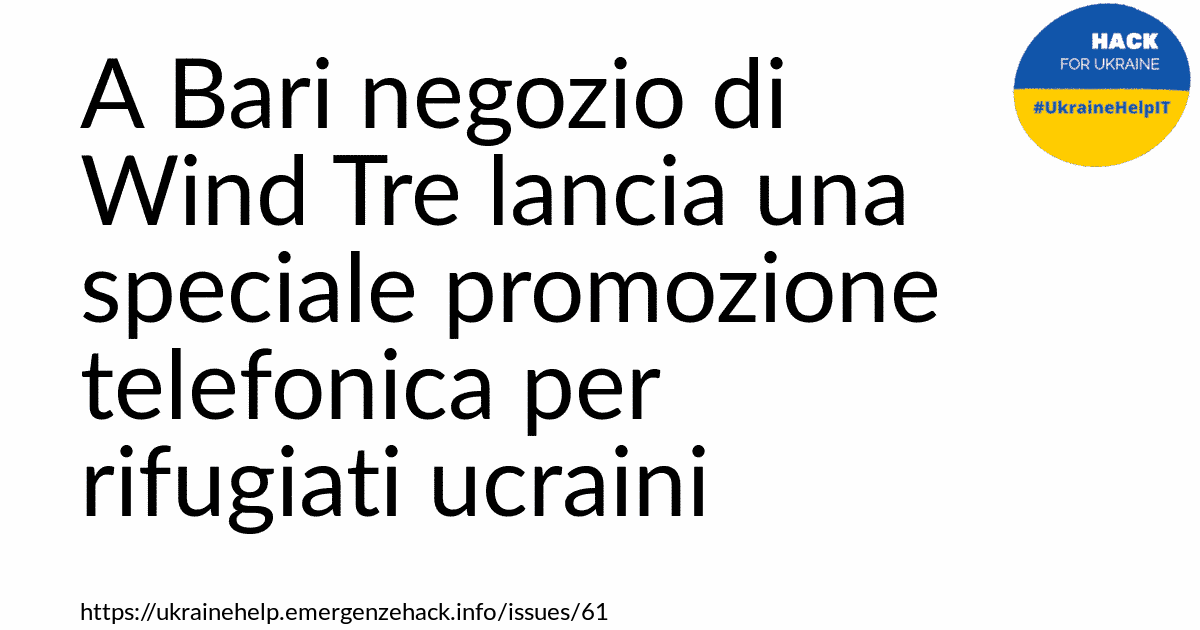 HACK
FOR UKRAINE
#UkraineHelpIT
A Bari negozio di
Wind Tre lancia una
speciale promozione
telefonica per
rifugiati ucraini
https://ukrainehelp.emergenzehack.info/issues/61